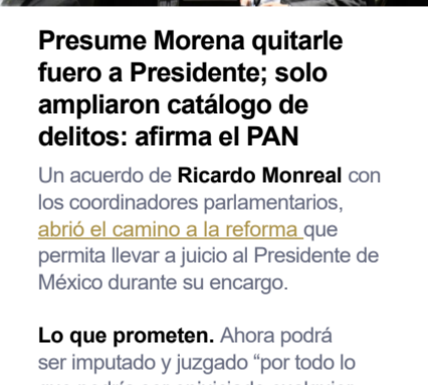 Presume Morena quitarle
fuero a Presidente; solo
ampliaron catálogo de
delitos: afirma el PAN
Un acuerdo de Ricardo Monreal con
los coordinadores parlamentarios,
abrió el camino a la reforma que
permita llevar a juicio al Presidente de
México durante su encargo.
Lo que prometen. Ahora podrá
ser imputado y juzgado “por todo lo